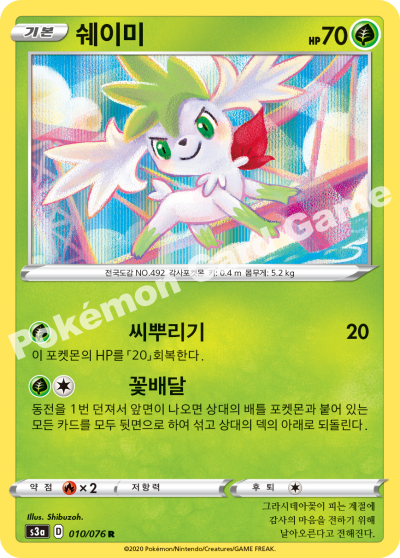 기본 쉐이미 HP 70
전국도감 NO.492 감사포켓몬 키: 0.4 m 몸무게: 5.2 kg
씨뿌리기 20
이 포켓몬의 HP를 「20」회복한다.
꽃배달
동전을 1번 던져서 앞면이 나오면 상대의 배틀 포켓몬과 붙어 있는
모든 카드를 모두 뒷면으로 하여 섞고 상대의 덱의 아래로 되돌린다.
약점 ×2 저항력 후퇴
Illus. Shibuzoh.
s3a D 010/076 R
그라시데아꽃이 피는 계절에
감사의 마음을 전하기 위해
날아오른다고 전해진다.
©2020 Pokémon/Nintendo/Creatures/GAME FREAK.
Pokémon Card Game